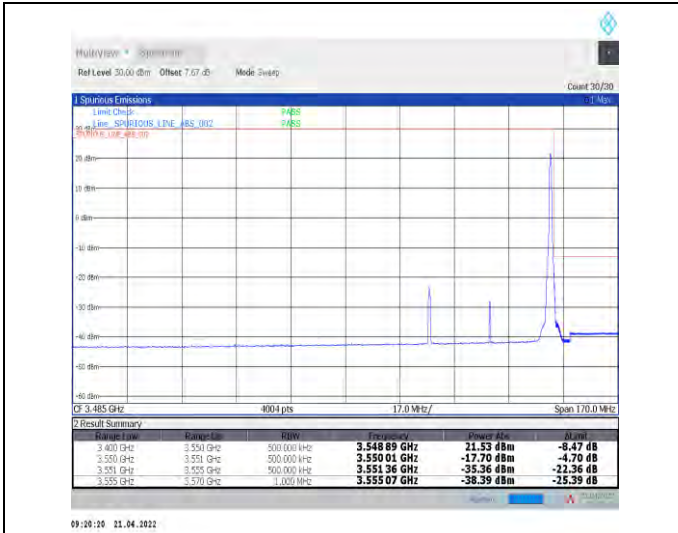 MultiView Spectrum
Ref Level 30.00 dBm Offset 7.67 dB Mode Sweep
Count 30/30
1 Spurious Emissions
Limit Check PASS
Line _SPURIOUS_LINE_ABS_002 PASS
20 dBm
10 dBm
0 dBm
-10 dBm
-20 dBm
-30 dBm
-40 dBm
-50 dBm
-60 dBm
CF 3.485 GHz 4004 pts 17.0 MHz/ Span 170.0 MHz
2 Result Summary
Range Low Range Up RBW Frequency Power Abs ΔLimit
3.400 GHz 3.550 GHz 500.000 kHz 3.548 89 GHz 21.53 dBm -8.47 dB
3.550 GHz 3.551 GHz 500.000 kHz 3.550 01 GHz -17.70 dBm -4.70 dB
3.551 GHz 3.555 GHz 500.000 kHz 3.551 36 GHz -35.36 dBm -22.36 dB
3.555 GHz 3.570 GHz 1.000 MHz 3.555 07 GHz -38.39 dBm -25.39 dB
09:20:20 21.04.2022